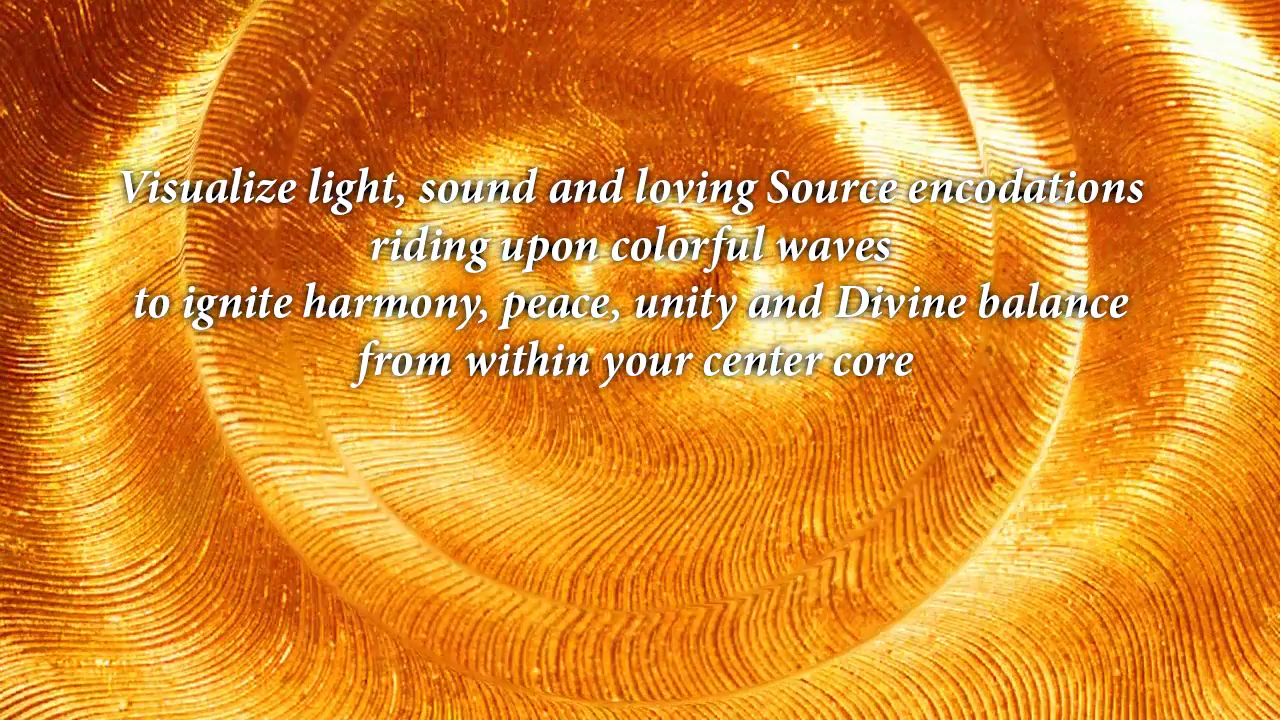 Visualize light, sound and loving Source encodations
riding upon colorful waves
to ignite harmony, peace, unity and Divine balance
from within your center core